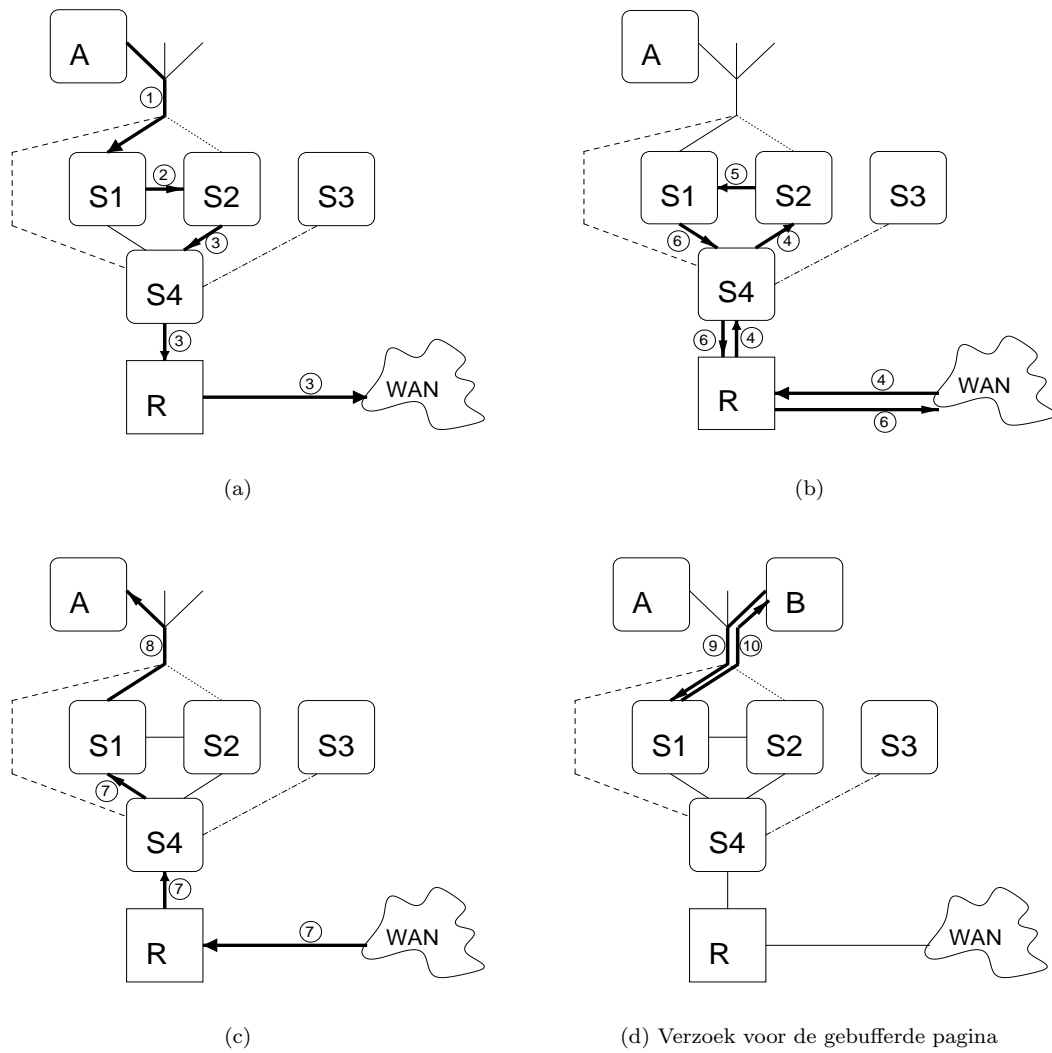 A
1
2
S1
S2
S3
3
S4
3
R
3
WAN
(a)
A
5
S1
S2
S3
6
4
S4
6
4
R
4
WAN
6
(b)
A
8
S1
S2
S3
7
S4
7
R
7
WAN
(c)
A
B
9
10
S1
S2
S3
S4
R
WAN
(d) Verzoek voor de gebufferde pagina